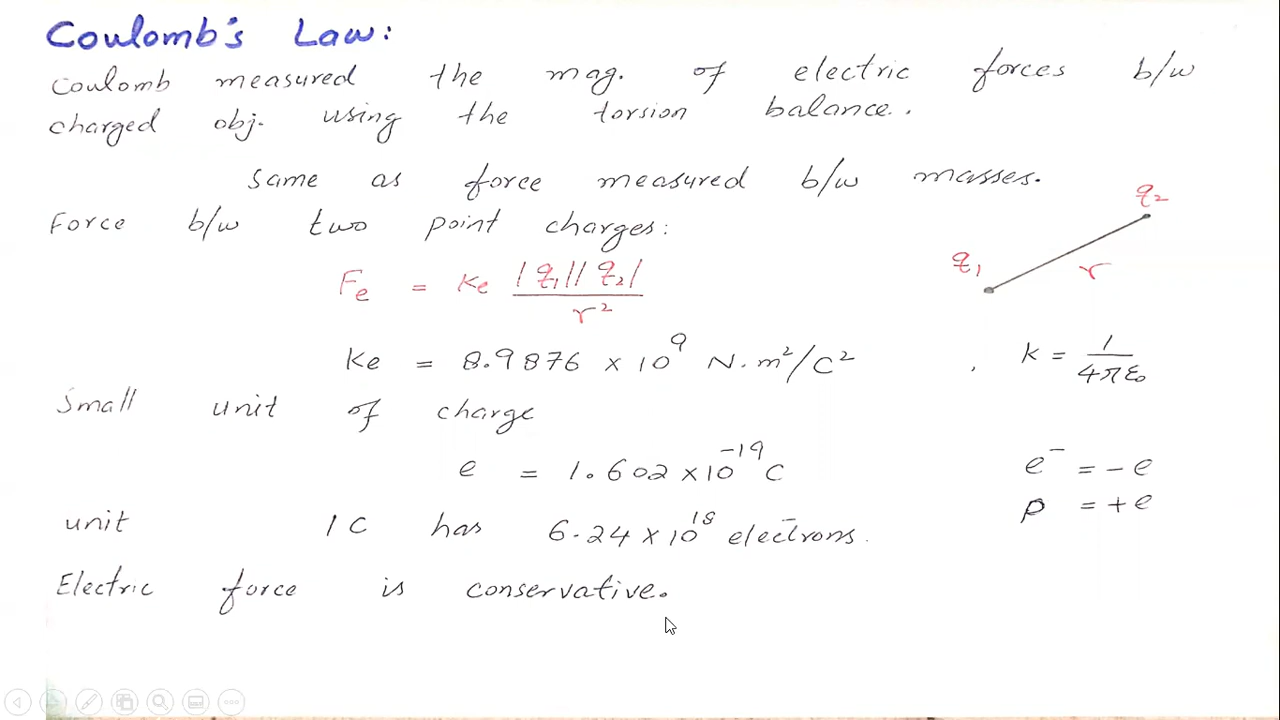 Coulomb's Law:
Coulomb measured the mag. of electric forces b/w
charged obj. using the torsion balance..
Same as force measured b/w masses.
Force b/w two point charges:
q₂
q₁
r
Fe = Ke |q₁||q₂| / r²
Ke = 8.9876 × 10⁹ N.m²/C² , K = 1 / 4πε₀
Small unit of charge
e = 1.602 × 10⁻¹⁹ C e⁻ = -e
p = +e
unit 1 C has 6.24 × 10¹⁸ electrons.
Electric force is conservative.